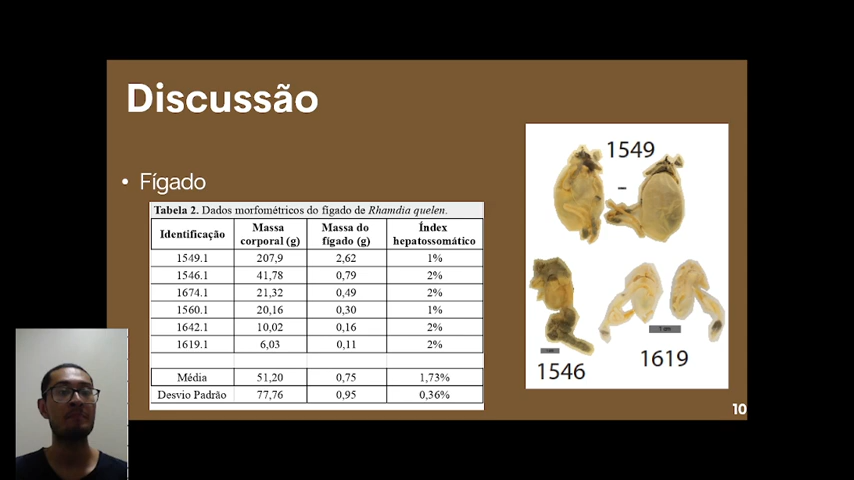 Discussão
• Fígado
Tabela 2. Dados morfométricos do fígado de Rhamdia quelen.
Identificação Massa corporal (g) Massa do fígado (g) Índex hepatossomático
1549.1 207,9 2,62 1%
1546.1 41,78 0,79 2%
1674.1 21,32 0,49 2%
1560.1 20,16 0,30 1%
1642.1 10,02 0,16 2%
1619.1 6,03 0,11 2%
Média 51,20 0,75 1,73%
Desvio Padrão 77,76 0,95 0,36%
1549
1546
1619
10